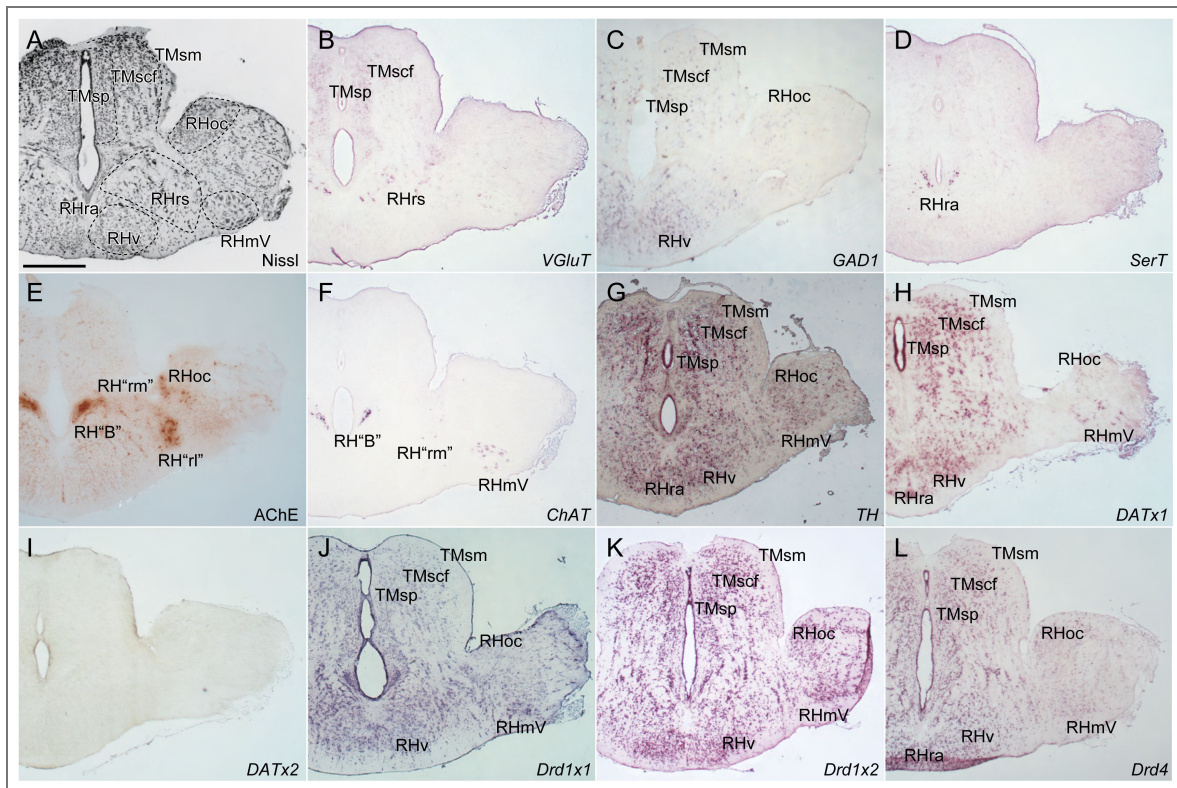 A
TMsm
TMscf
TMsp
RHoc
RHra
RHrs
RHv
RHmV
Nissl
B
TMscf
TMsp
RHrs
VGluT
C
TMsm
TMscf
TMsp
RHoc
RHv
GAD1
D
RHra
SerT
E
RH“rm”
RHoc
RH“B”
RH“rl”
AChE
F
RH“B”
RH“rm”
RHmV
ChAT
G
TMsm
TMscf
TMsp
RHoc
RHmV
RHv
RHra
TH
H
TMsm
TMscf
TMsp
RHoc
RHmV
RHv
RHra
DATx1
I
DATx2
J
TMsm
TMscf
TMsp
RHoc
RHmV
RHv
Drd1x1
K
TMsm
TMscf
TMsp
RHoc
RHmV
RHv
Drd1x2
L
TMsm
TMscf
TMsp
RHoc
RHmV
RHv
RHra
Drd4